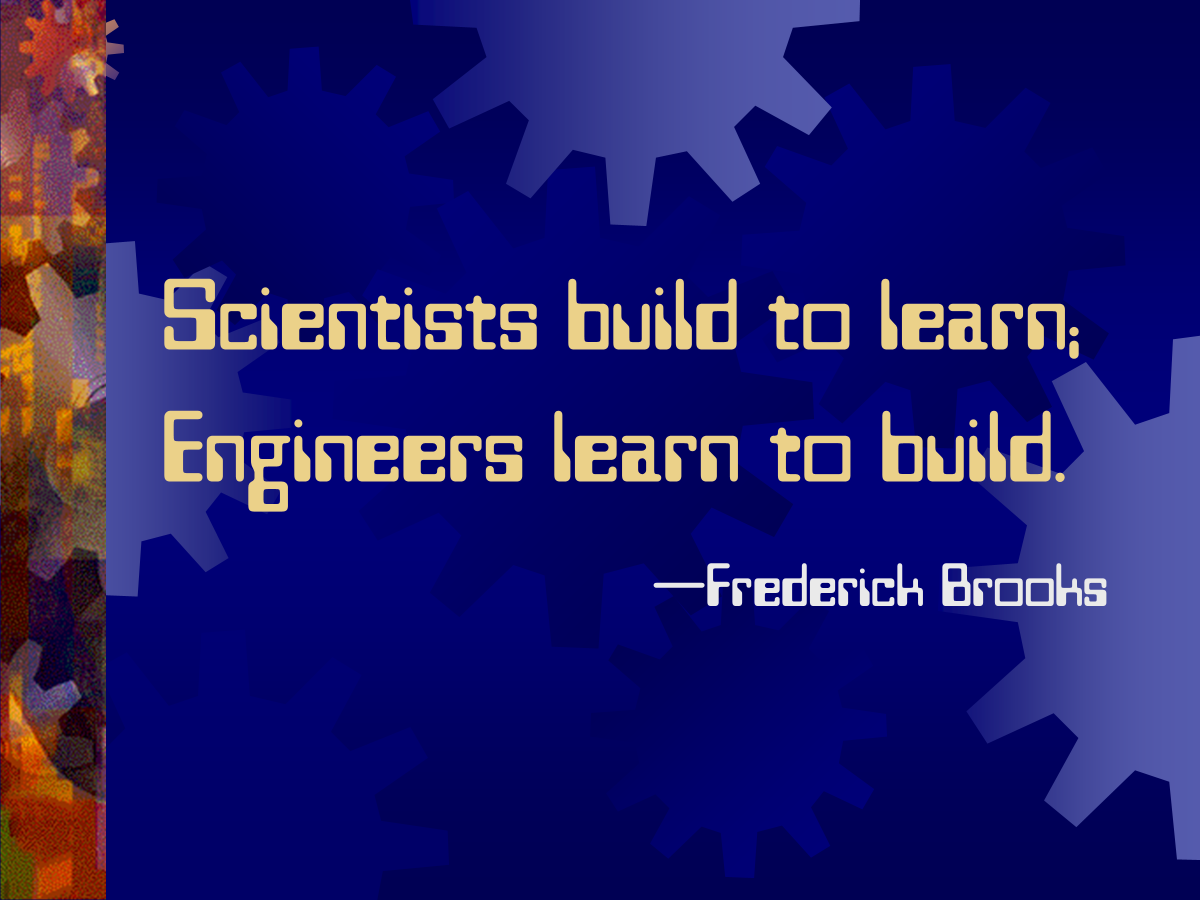 Scientists build to learn;
Engineers learn to build.
—Frederick Brooks